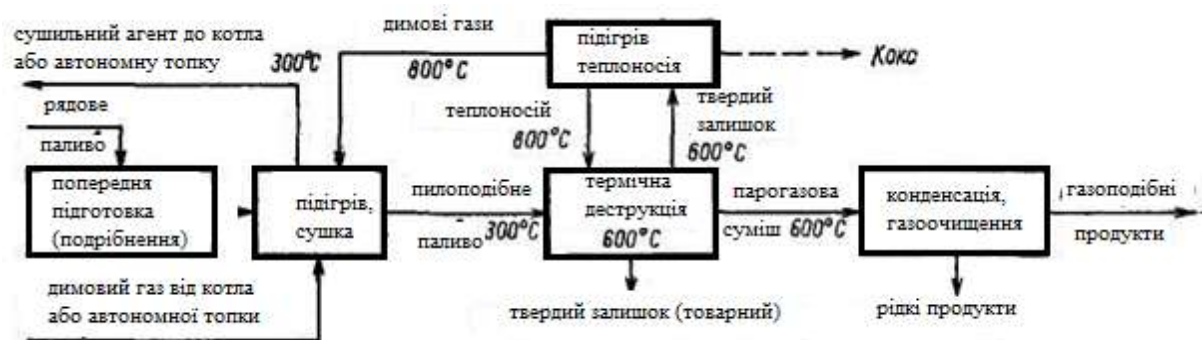 сушильний агент до котла
або автономну топку
300°C
димові гази
800°C
підігрів
теплоносія
Кокс
рядове
паливо
теплоносій
800°C
твердий
залишок
600°C
попередня
підготовка
(подрібнення)
підігрів,
сушка
пилоподібне
паливо 300°C
термічна
деструкція
600°C
парогазова
суміш 600°C
конденсація,
газоочищення
газоподібні
продукти
димовий газ від котла
або автономної топки
твердий залишок (товарний)
рідкі продукти